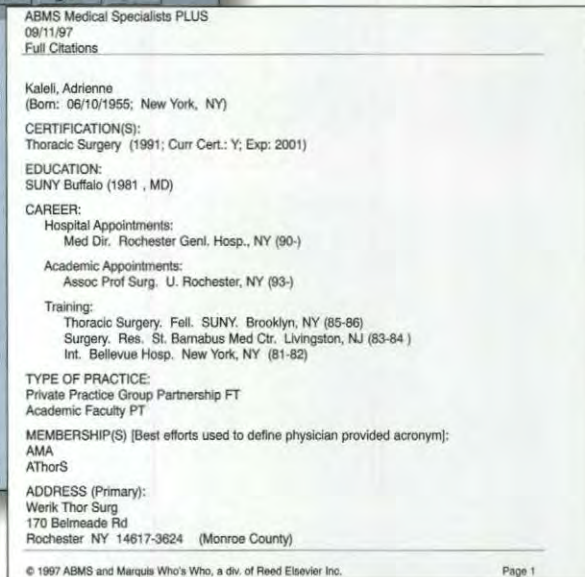 ABMS Medical Specialists PLUS
09/11/97
Full Citations
Kaleli, Adrienne
(Born: 06/10/1955; New York, NY)
CERTIFICATION(S):
Thoracic Surgery (1991; Curr Cert.: Y; Exp: 2001)
EDUCATION:
SUNY Buffalo (1981 , MD)
CAREER:
Hospital Appointments:
Med Dir. Rochester Genl. Hosp., NY (90-)
Academic Appointments:
Assoc Prof Surg. U. Rochester, NY (93-)
Training:
Thoracic Surgery. Fell. SUNY. Brooklyn, NY (85-86)
Surgery. Res. St. Barnabus Med Ctr. Livingston, NJ (83-84 )
Int. Bellevue Hosp. New York, NY (81-82)
TYPE OF PRACTICE:
Private Practice Group Partnership FT
Academic Faculty PT
MEMBERSHIP(S) [Best efforts used to define physician provided acronym]:
AMA
AThorS
ADDRESS (Primary):
Werik Thor Surg
170 Belmeade Rd
Rochester NY 14617-3624 (Monroe County)
© 1997 ABMS and Marquis Who's Who, a div. of Reed Elsevier Inc. Page 1